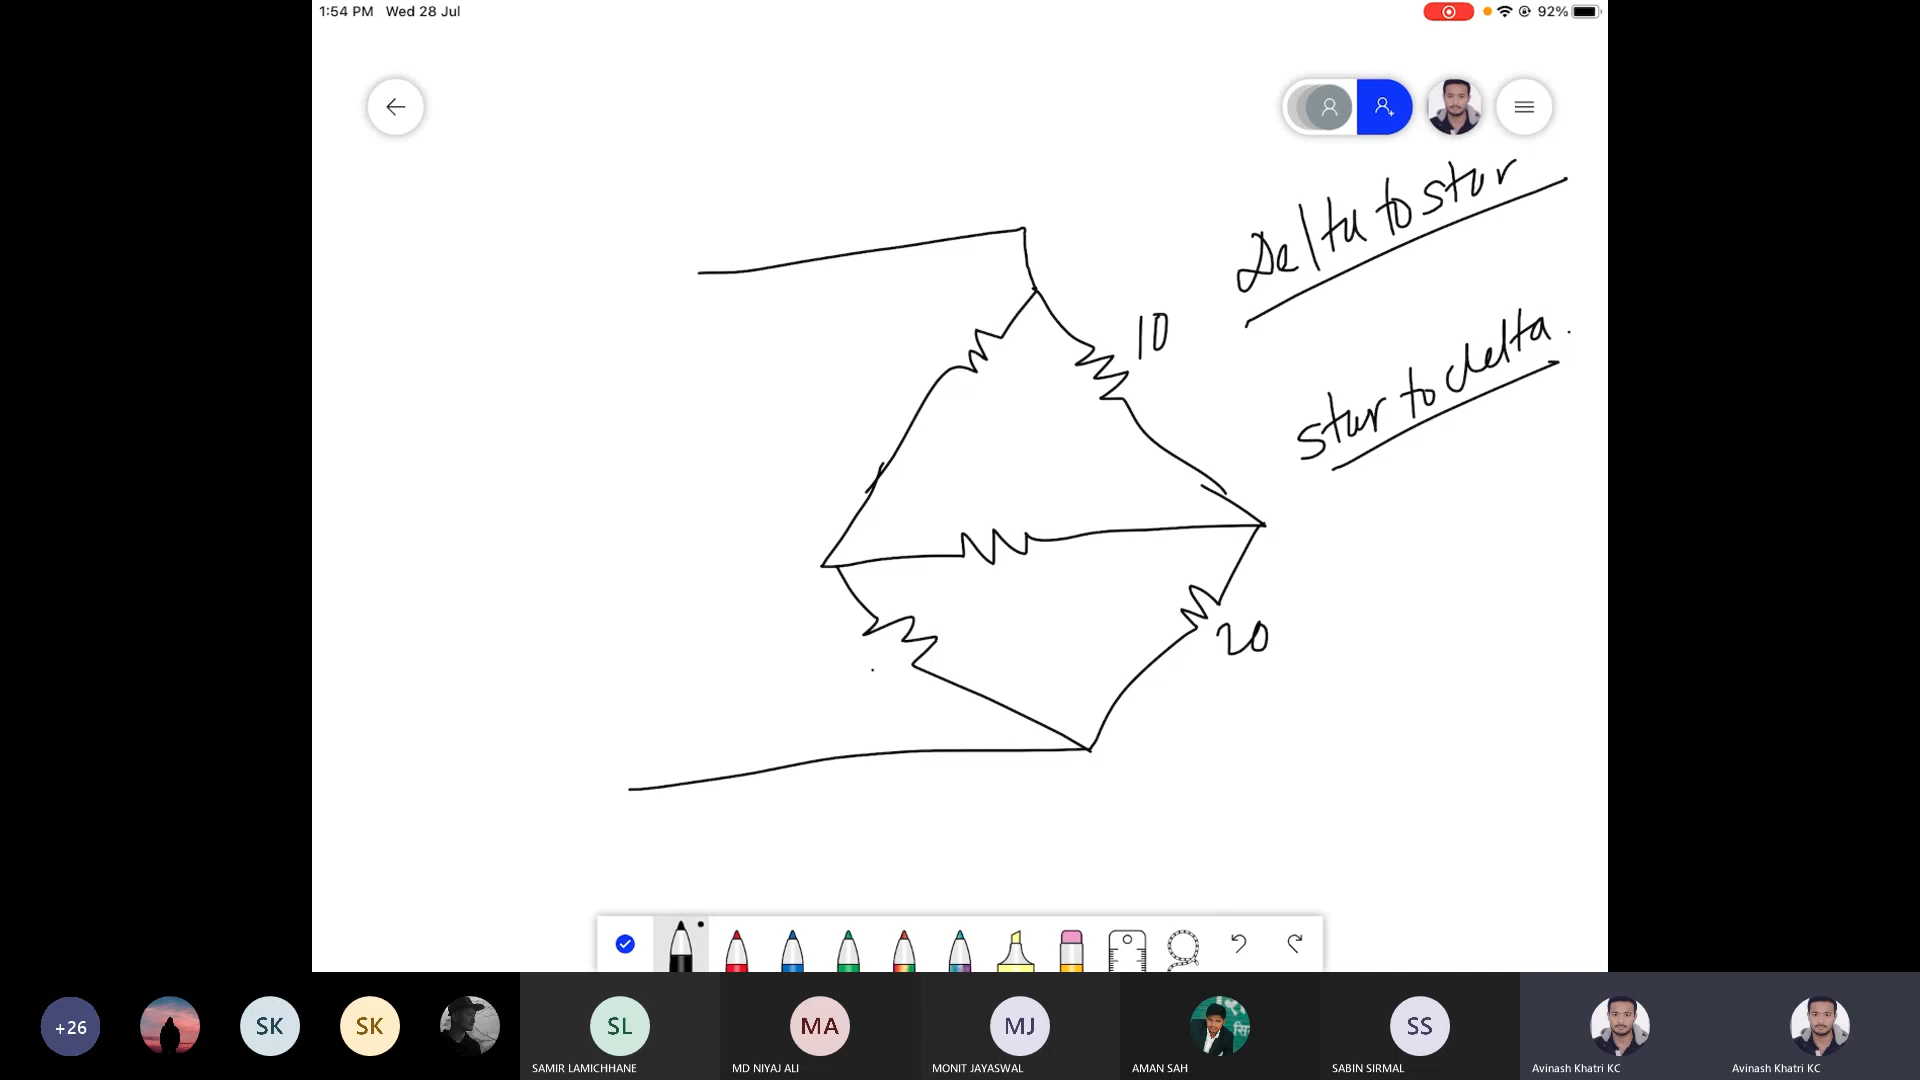 1:54 PM Wed 28 Jul
92%
Delta to star
10
star to delta.
20
+26
SK
SK
SL
MA
MJ
SS
SAMIR LAMICHHANE
MD NIYAJ ALI
MONIT JAYASWAL
AMAN SAH
SABIN SIRMAL
Avinash Khatri KC
Avinash Khatri KC